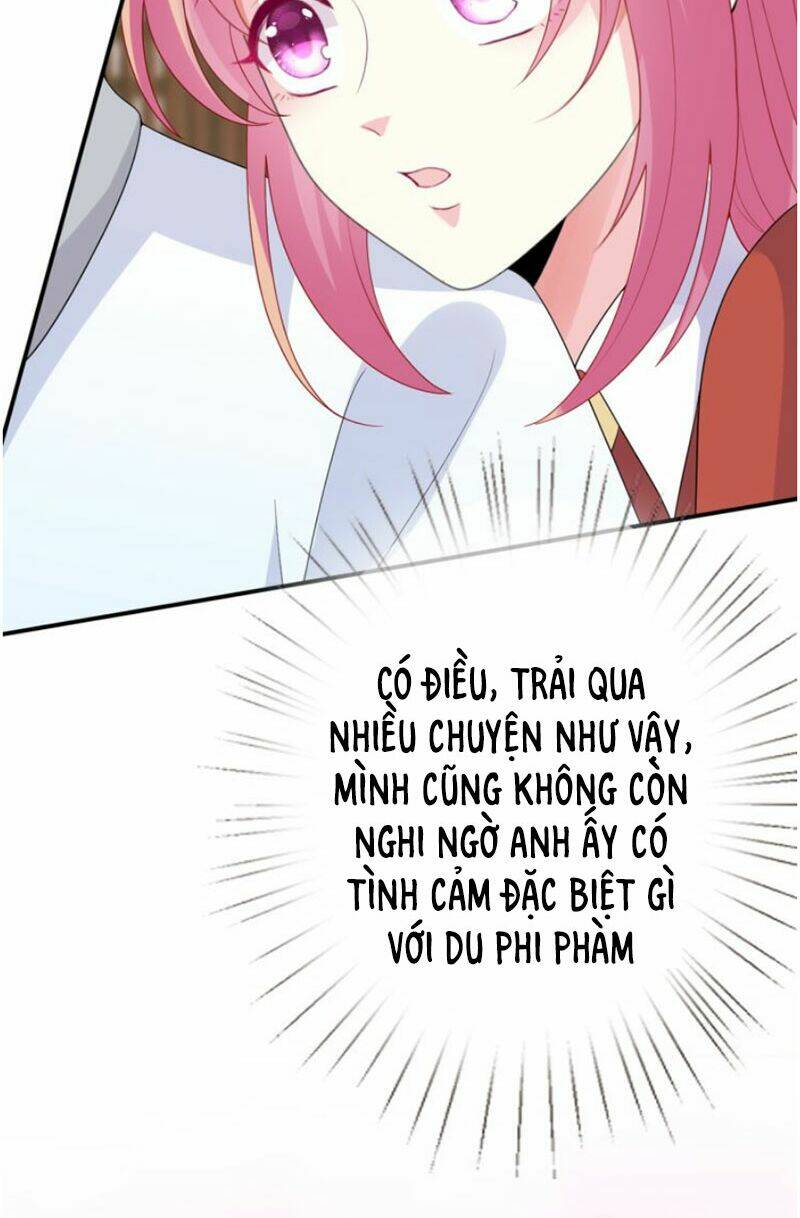 CÓ ĐIỀU, TRẢI QUA
NHIỀU CHUYỆN NHƯ VÂY,
MÌNH CŨNG KHÔNG CÒN
NGHI NGỜ ANH ẤY CÓ
TÌNH CẢM ĐẶC BIỆT GÌ
VỚI DU PHI PHÀM